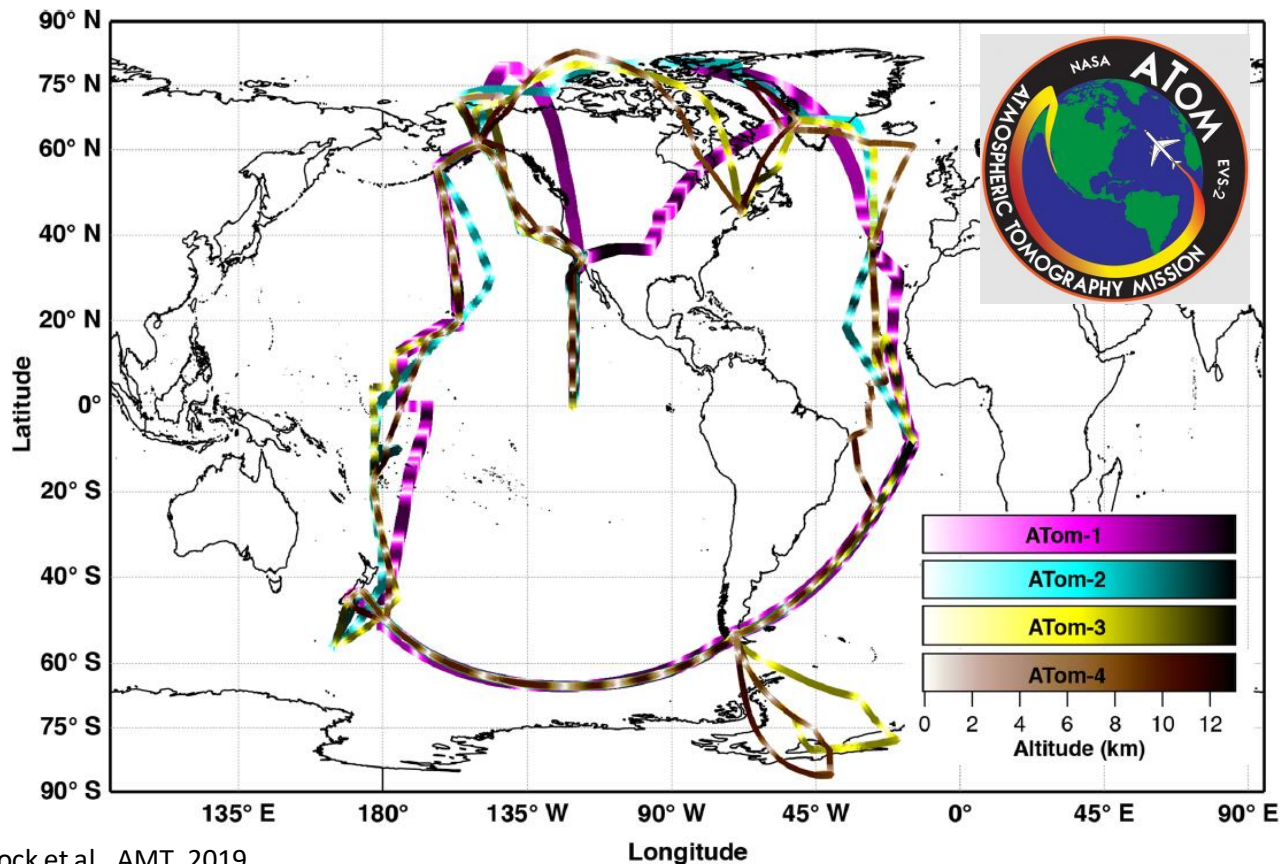 90° N
75° N
60° N
40° N
20° N
0°
20° S
40° S
60° S
75° S
90° S
Latitude
135° E
180°
135° W
90° W
45° W
0°
45° E
90° E
Longitude
NASA
ATOM
EVS-2
ATMOSPHERIC TOMOGRAPHY MISSION
ATom-1
ATom-2
ATom-3
ATom-4
0 2 4 6 8 10 12
Altitude (km)
et al., AMT, 2019